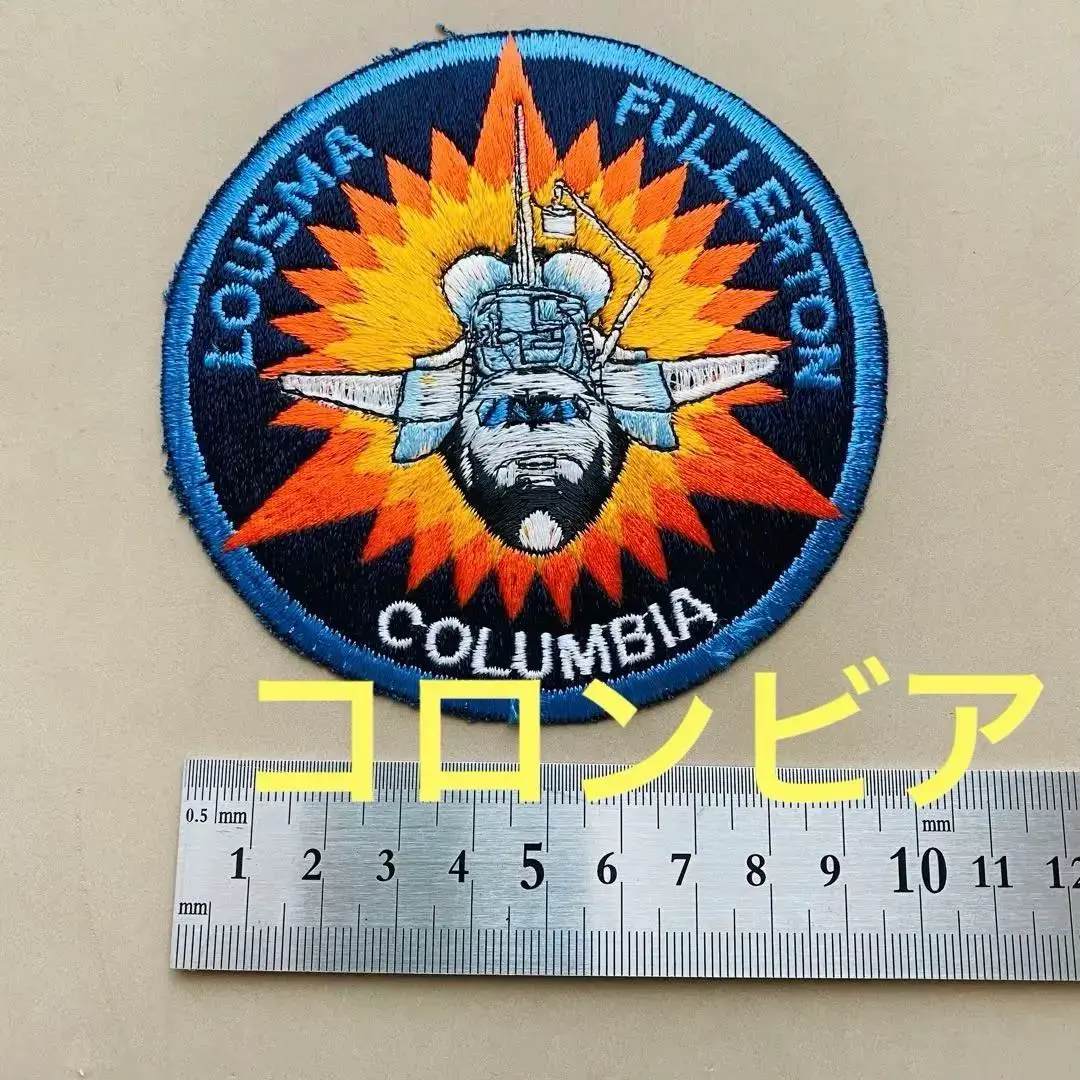 LOUSMA
FULLERTON
COLUMBIA
コロンビア
0.5 mm
mm
1 2 3 4 5 6 7 8 9 10 11 12
mm